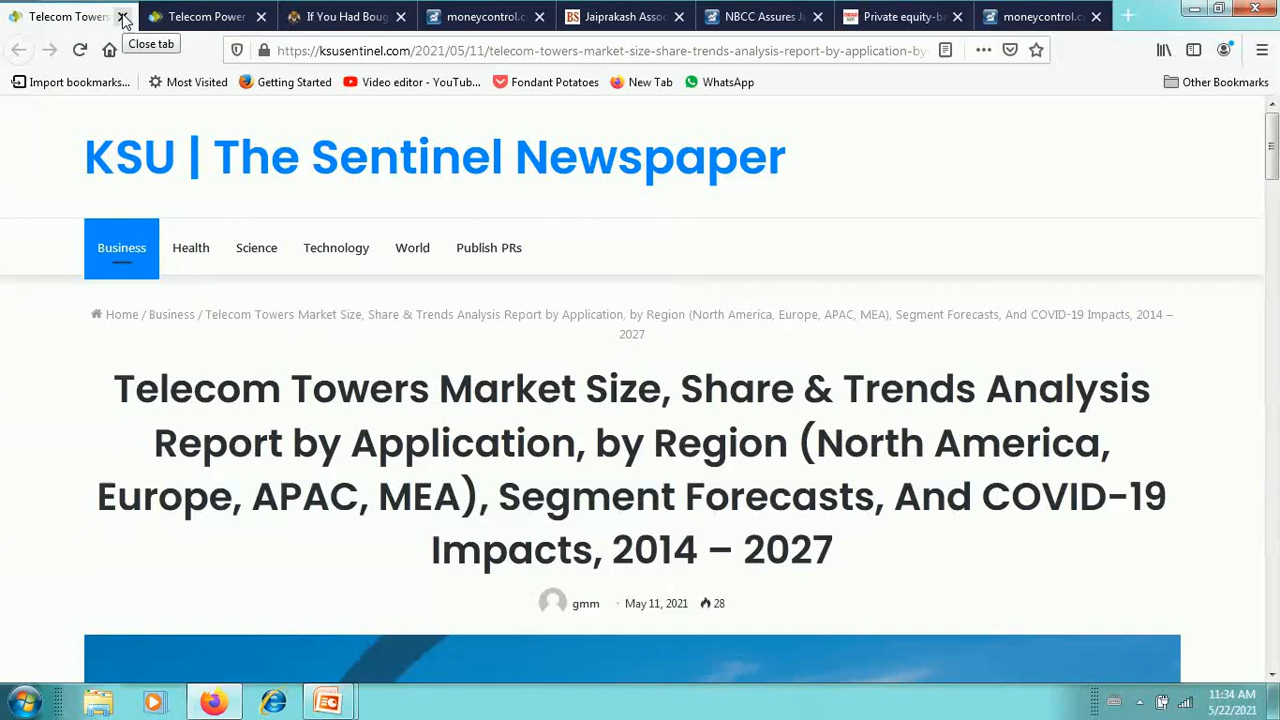 Telecom Towers
Telecom Power
If You Had Boug
moneycontrol.c
BS Jaiprakash Asso
NBCC Assures Ja
Private equity-ba
moneycontrol.cc
Close tab
https://ksusentinel.com/2021/05/11/telecom-towers-market-size-share-trends-analysis-report-by-application-by-
Import bookmarks...
Most Visited
Getting Started
Video editor - YouTub...
Fondant Potatoes
New Tab
WhatsApp
Other Bookmarks
KSU | The Sentinel Newspaper
Business
Health
Science
Technology
World
Publish PRs
Home / Business / Telecom Towers Market Size, Share & Trends Analysis Report by Application, by Region (North America, Europe, APAC, MEA), Segment Forecasts, And COVID-19 Impacts, 2014 –
2027
Telecom Towers Market Size, Share & Trends Analysis
Report by Application, by Region (North America,
Europe, APAC, MEA), Segment Forecasts, And COVID-19
Impacts, 2014 – 2027
gmm
May 11, 2021
28
11:34 AM
5/22/2021